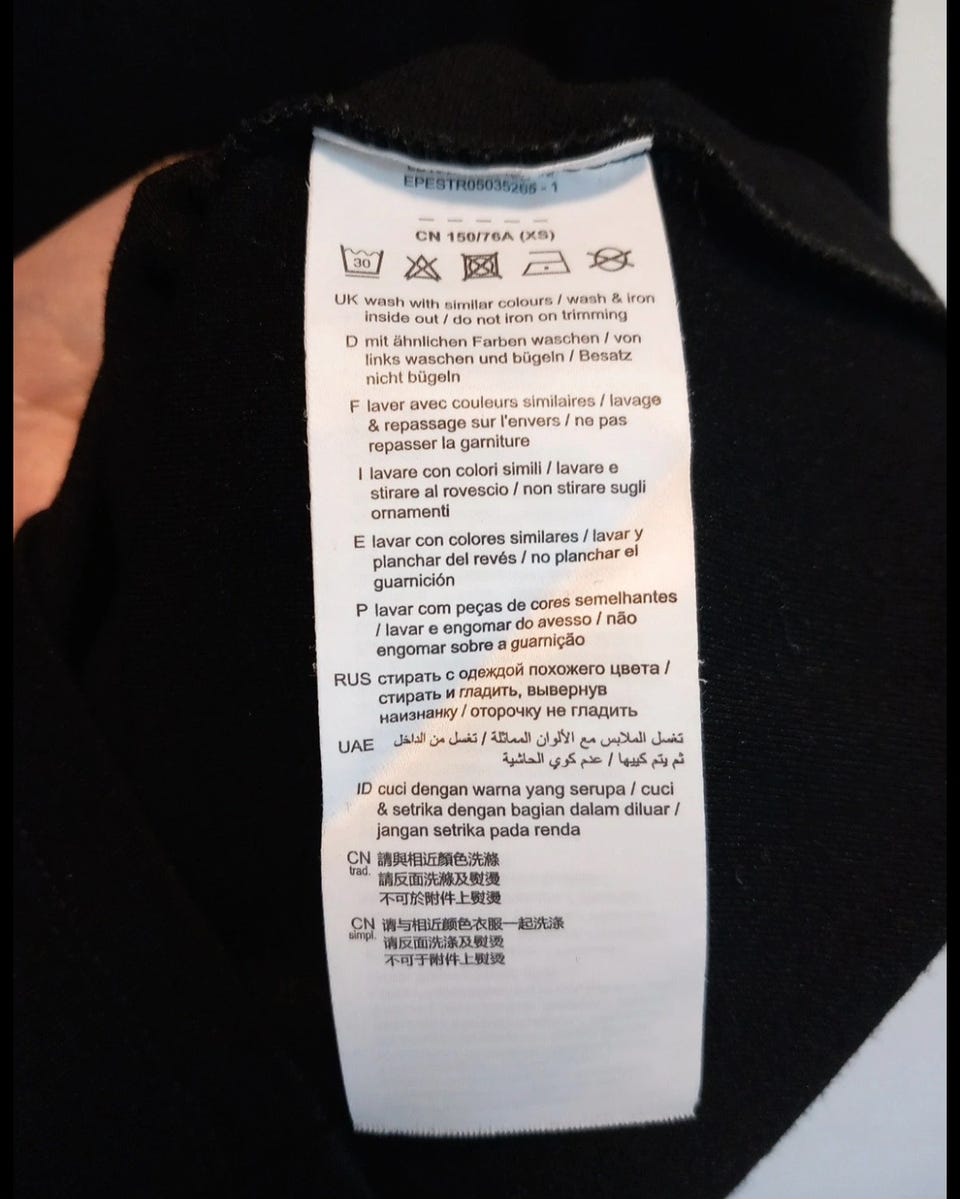 EPESTR05035265 - 1
CN 150/76A (XS)
30
UK wash with similar colours / wash & iron
inside out / do not iron on trimming
D mit ähnlichen Farben waschen / von
links waschen und bügeln / Besatz
nicht bügeln
F laver avec couleurs similaires / lavage
& repassage sur l'envers / ne pas
repasser la garniture
I lavare con colori simili / lavare e
stirare al rovescio / non stirare sugli
ornamenti
E lavar con colores similares / lavar y
planchar del revés / no planchar el
guarnición
P lavar com peças de cores semelhantes
/ lavar e engomar do avesso / não
engomar sobre a guarnição
RUS стирать с одеждой похожего цвета /
стирать и гладить, вывернув
наизнанку / оторочку не гладить
UAE تغسل الملابس مع الألوان المماثلة / تغسل من الداخل
ثم يتم كييها / عدم كوي الحاشية
ID cuci dengan warna yang serupa / cuci
& setrika dengan bagian dalam diluar /
jangan setrika pada renda
CN trad. 請與相近顏色洗滌
請反面洗滌及熨燙
不可於附件上熨燙
CN simpl. 请与相近颜色衣服一起洗涤
请反面洗涤及熨烫
不可于附件上熨烫